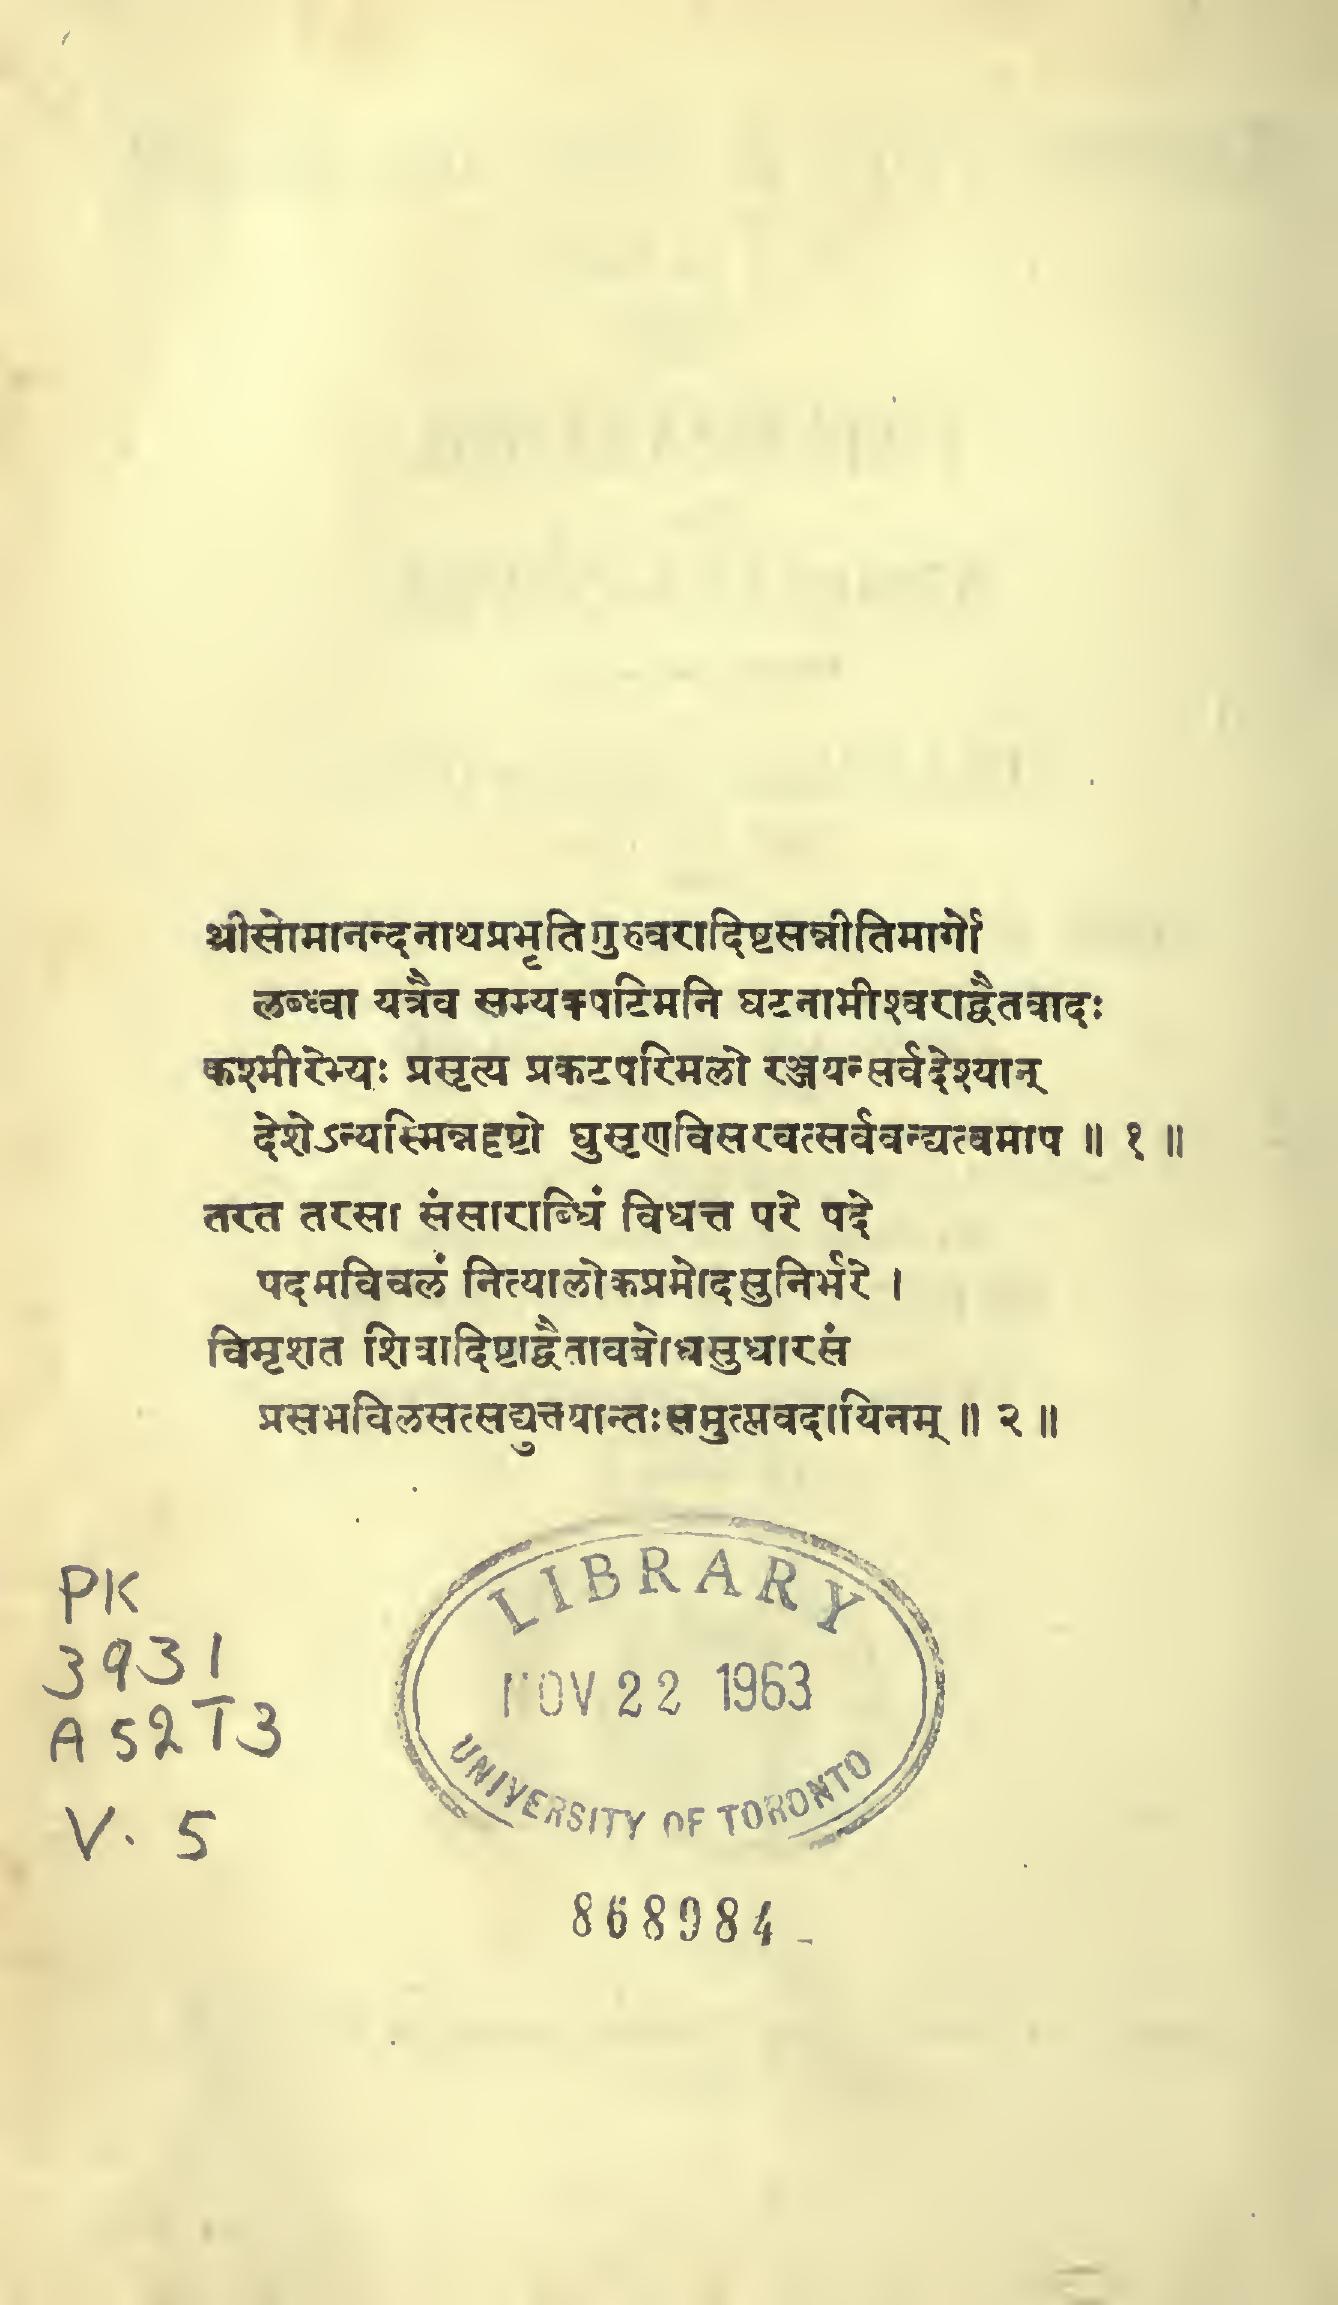 श्रीसोमानन्दनाथप्रभृतिगुरुवरादिष्टसन्नीतिमार्गो
लब्ध्वा यत्रैव सम्यक्पटिमनि घटनामीश्वराद्वैतवादः
कश्मीरेभ्यः प्रसृत्य प्रकटपरिमलो रञ्जयन्सर्वदेश्यान्
देशेऽन्यस्मिन्नदृष्टो घुसृणविसरवत्सर्ववन्द्यत्वमाप ॥ १ ॥
तरत तरसा संसाराब्धिं विधत्त परे पदे
पदमविचलं नित्यालोकप्रमोदसुनिर्भरे ।
विमृशत शिवादिष्टाद्वैतावबोधसुधारसं
प्रसभविलसत्सद्युक्त्यान्तःसमुत्प्लवदायिनम् ॥ २ ॥
PK
3931
A52T3
V. 5
LIBRARY
NOV 22 1963
UNIVERSITY OF TORONTO
868984